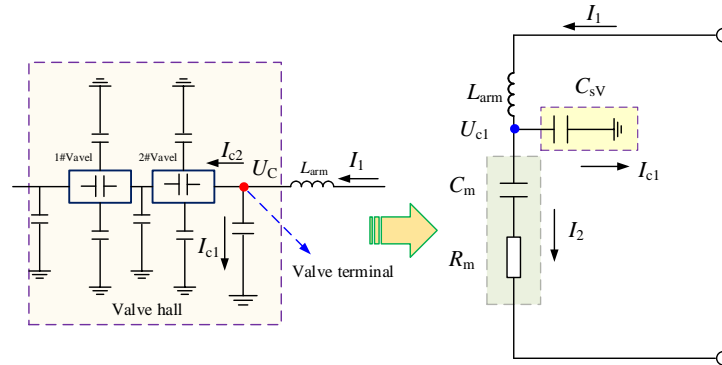 1#Vavel
2#Vavel
I_c2
U_C
L_arm
I_1
I_c1
Valve terminal
Valve hall
I_1
L_arm
C_sV
U_c1
I_c1
C_m
I_2
R_m